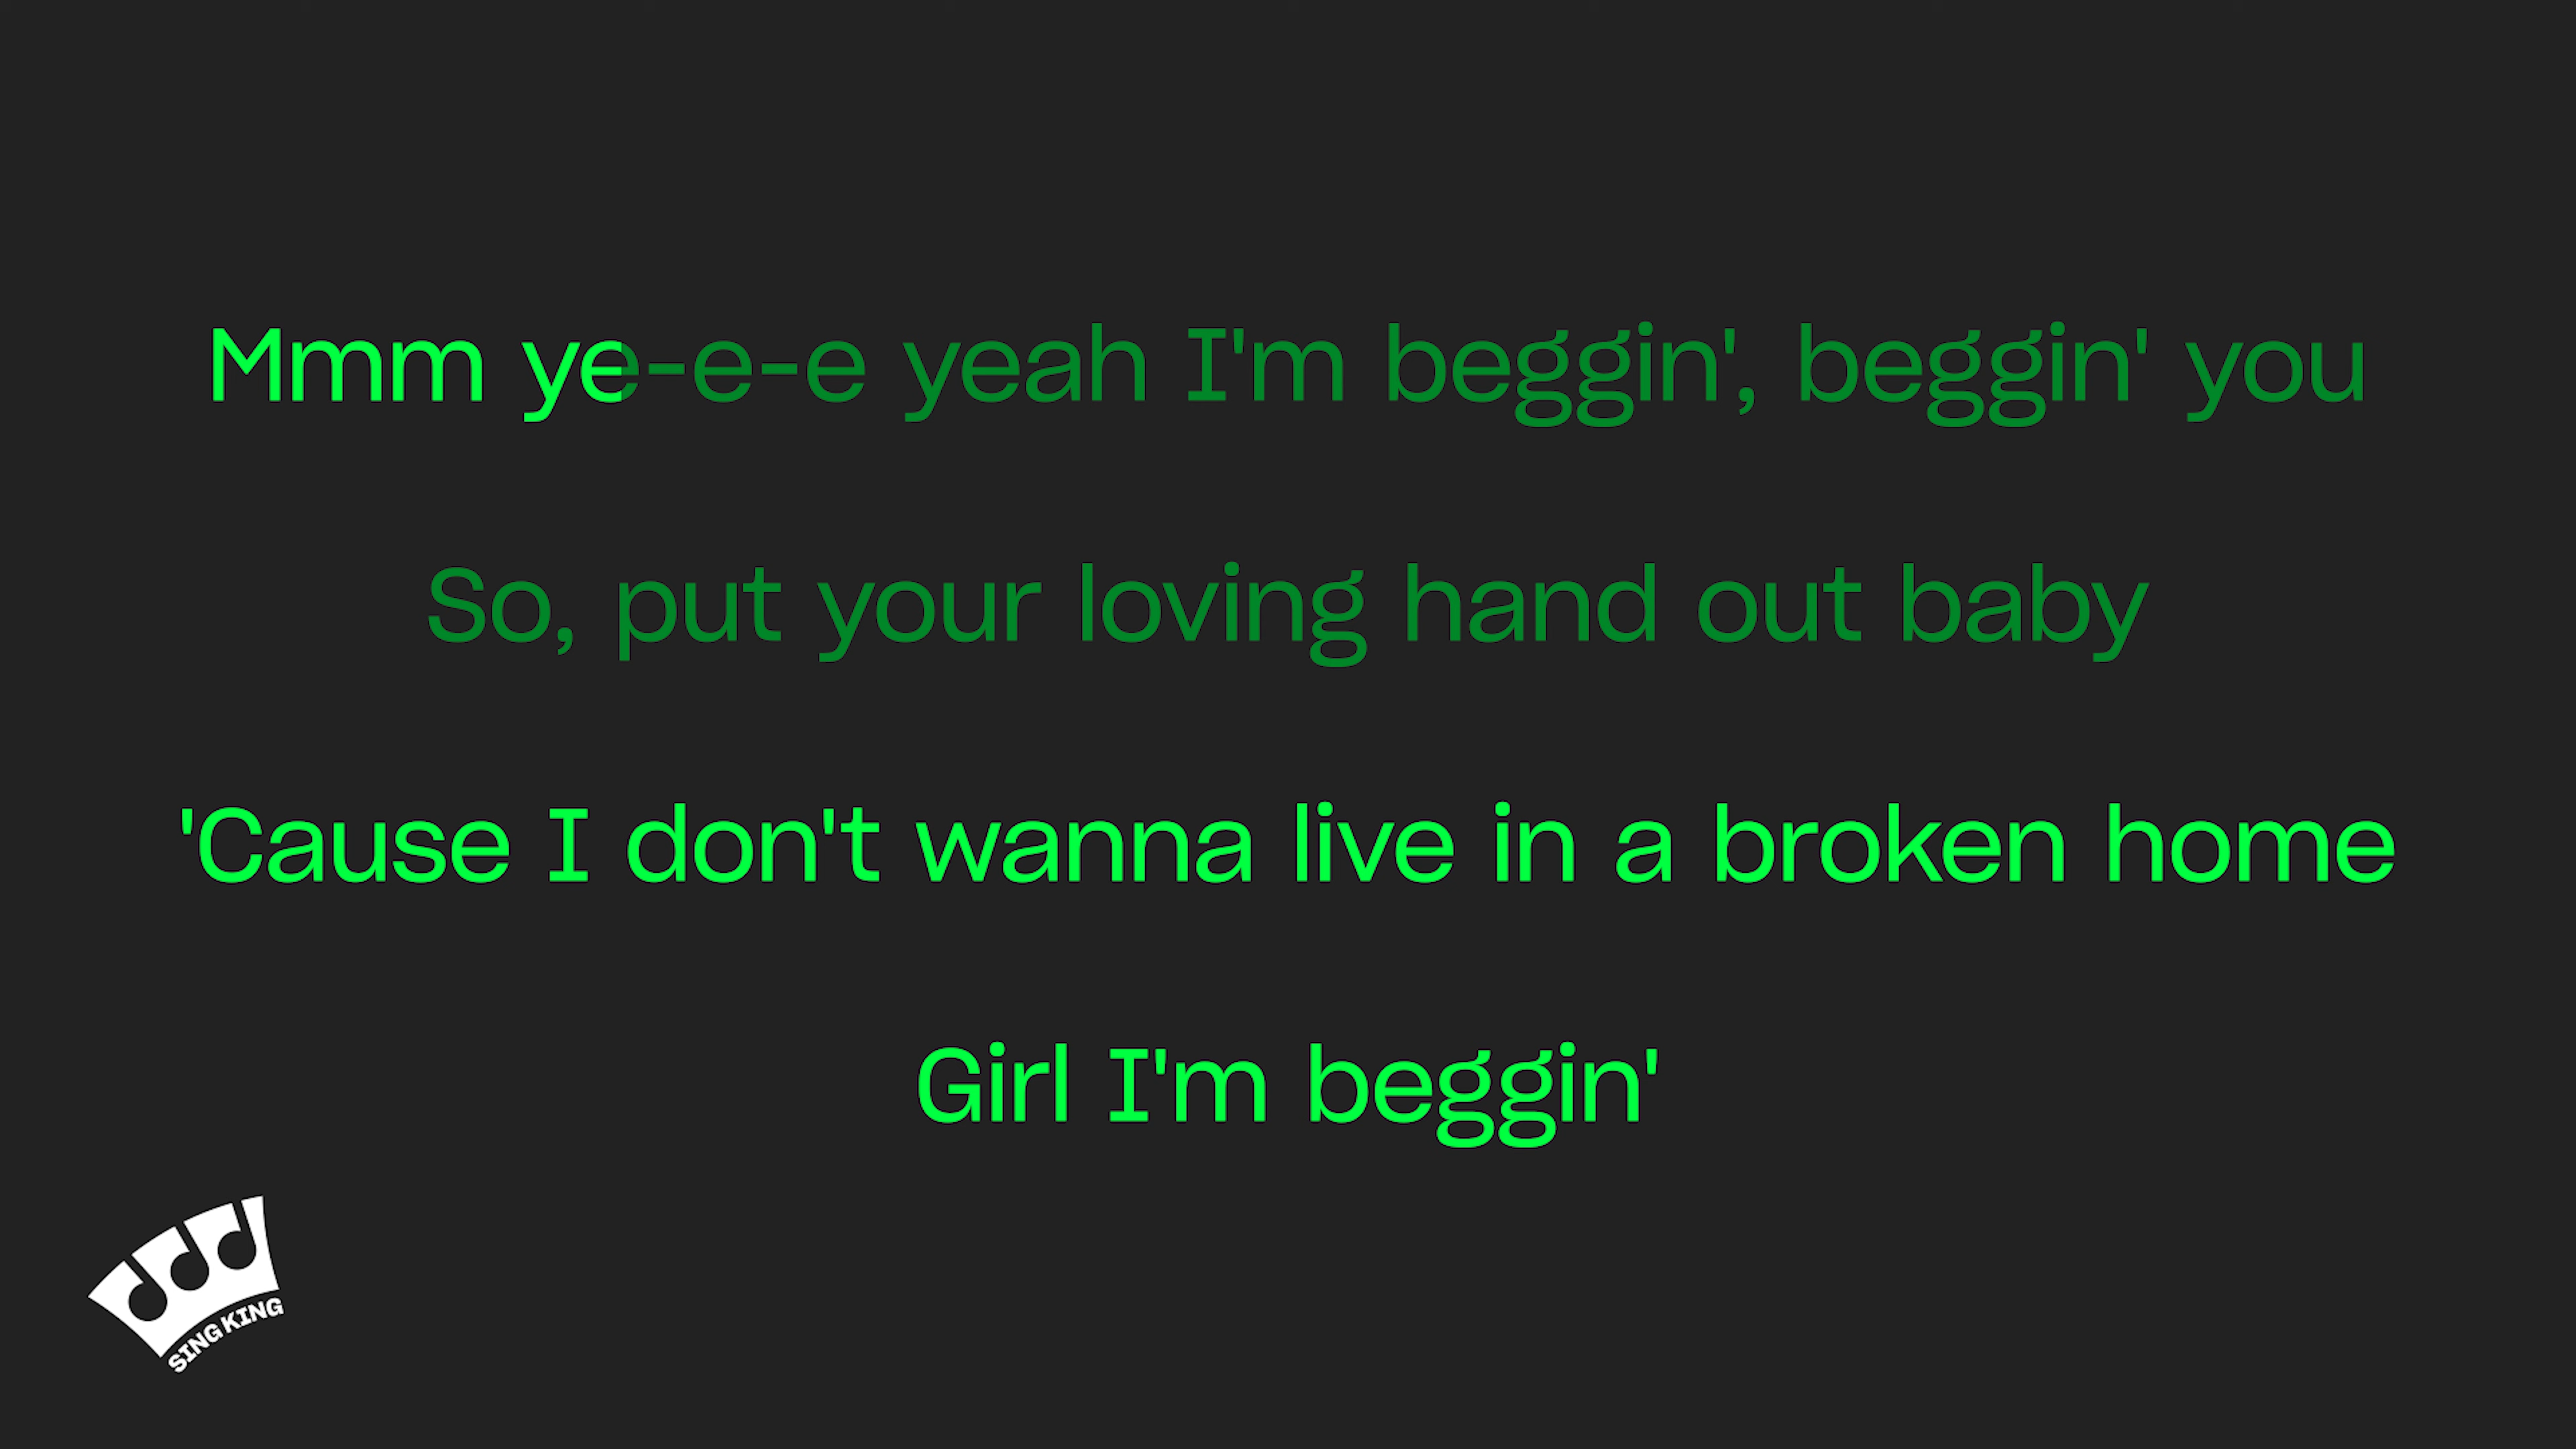 Mmm ye-e-e yeah I'm beggin', beggin' you
So, put your loving hand out baby
'Cause I don't wanna live in a broken home
Girl I'm beggin'
SING KING